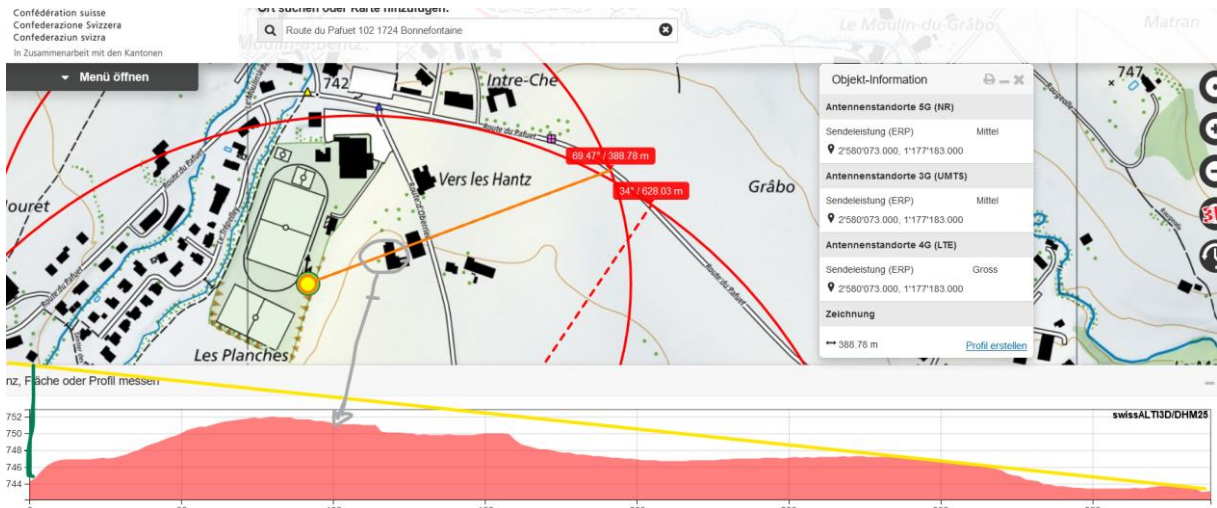 Confédération suisse
Confederazione Svizzera
Confederaziun svizra
In Zusammenarbeit mit den Kantonen
Ort suchen oder Karte hinzufügen:
Route du Pafuet 102 1724 Bonnefontaine
Menü öffnen
Le Moulin-du-Grâbo
Matran
742
Intre-Che
747
Route du Pafuet
69.47° / 388.78 m
34° / 628.03 m
Vers les Hantz
Grâbo
Route du Pafuet
Les Planches
Objekt-Information
Antennenstandorte 5G (NR)
Sendeleistung (ERP) Mittel
2'580'073.000, 1'177'183.000
Antennenstandorte 3G (UMTS)
Sendeleistung (ERP) Mittel
2'580'073.000, 1'177'183.000
Antennenstandorte 4G (LTE)
Sendeleistung (ERP) Gross
2'580'073.000, 1'177'183.000
Zeichnung
388.78 m Profil erstellen
nz, Fläche oder Profil messen
swissALTI3D/DHM25
752
750
748
746
744